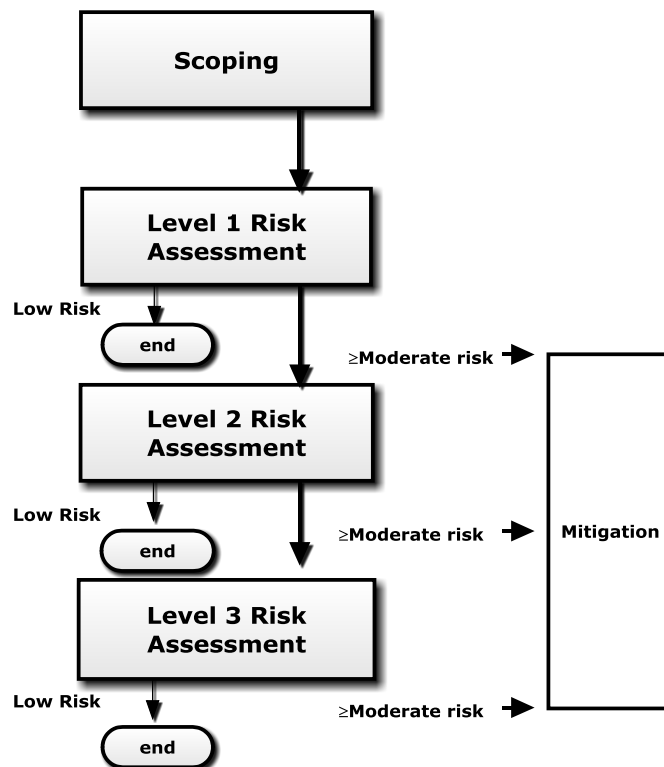 Scoping
Level 1 Risk
Assessment
Low Risk
end
≥Moderate risk
Level 2 Risk
Assessment
Low Risk
end
≥Moderate risk
Mitigation
Level 3 Risk
Assessment
Low Risk
≥Moderate risk
end